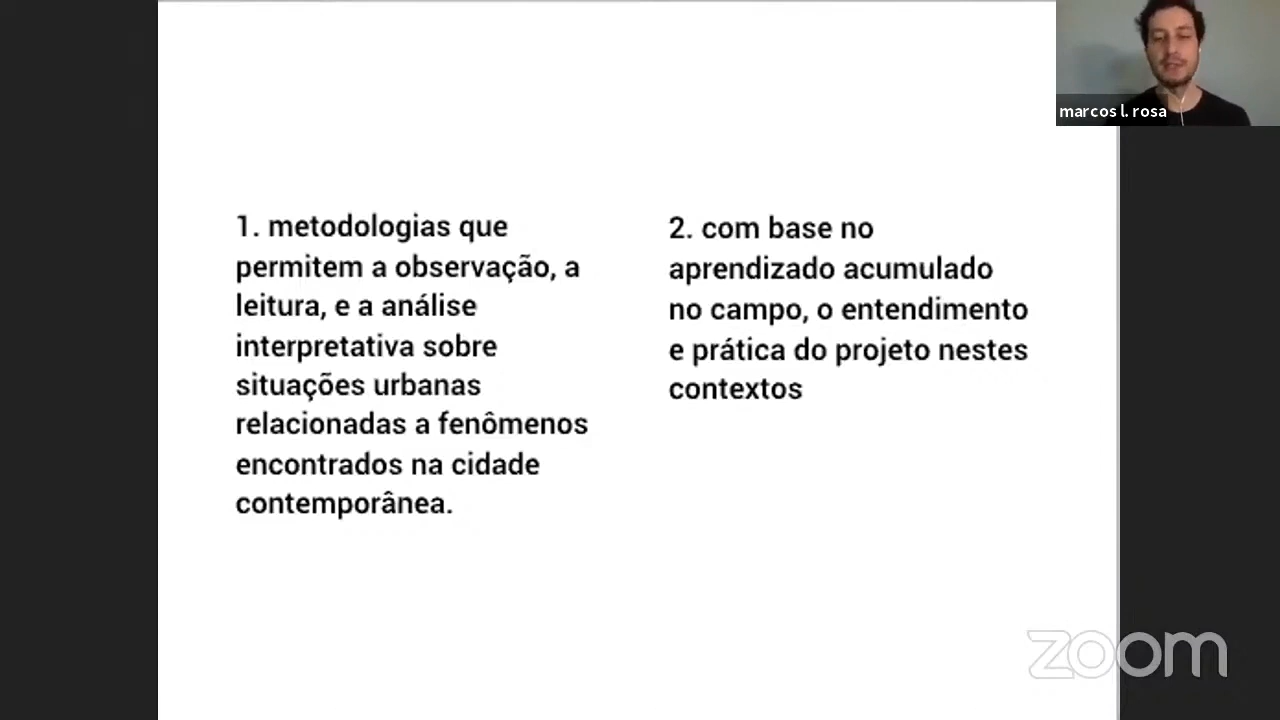 marcos l. rosa
1. metodologias que
permitem a observação, a
leitura, e a análise
interpretativa sobre
situações urbanas
relacionadas a fenômenos
encontrados na cidade
contemporânea.
2. com base no
aprendizado acumulado
no campo, o entendimento
e prática do projeto nestes
contextos
zoom